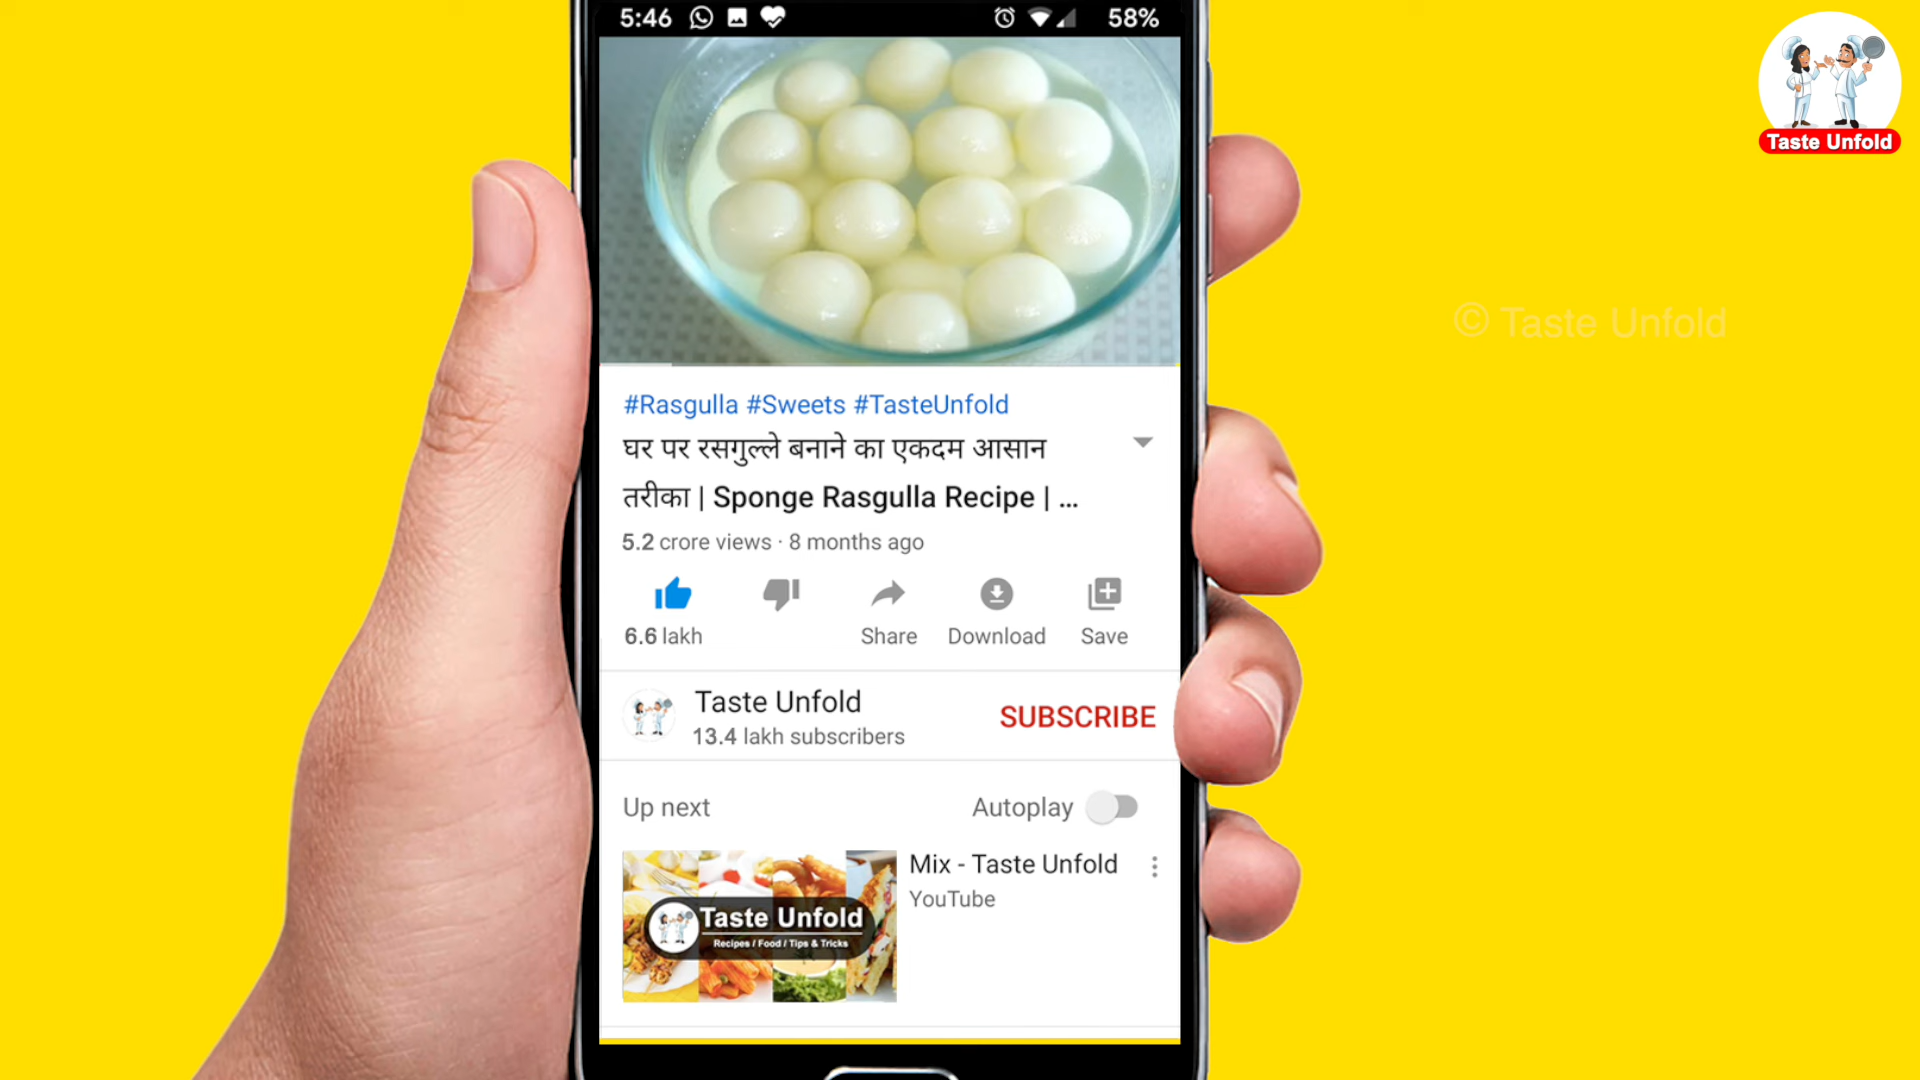 5:46 58%
Taste Unfold
© Taste Unfold
#Rasgulla #Sweets #TasteUnfold
घर पर रसगुल्ले बनाने का एकदम आसान
तरीका | Sponge Rasgulla Recipe | ...
5.2 crore views · 8 months ago
6.6 lakh Share Download Save
Taste Unfold
13.4 lakh subscribers
SUBSCRIBE
Up next Autoplay
Mix - Taste Unfold
YouTube
Taste Unfold
Recipes / Food / Tips & Tricks